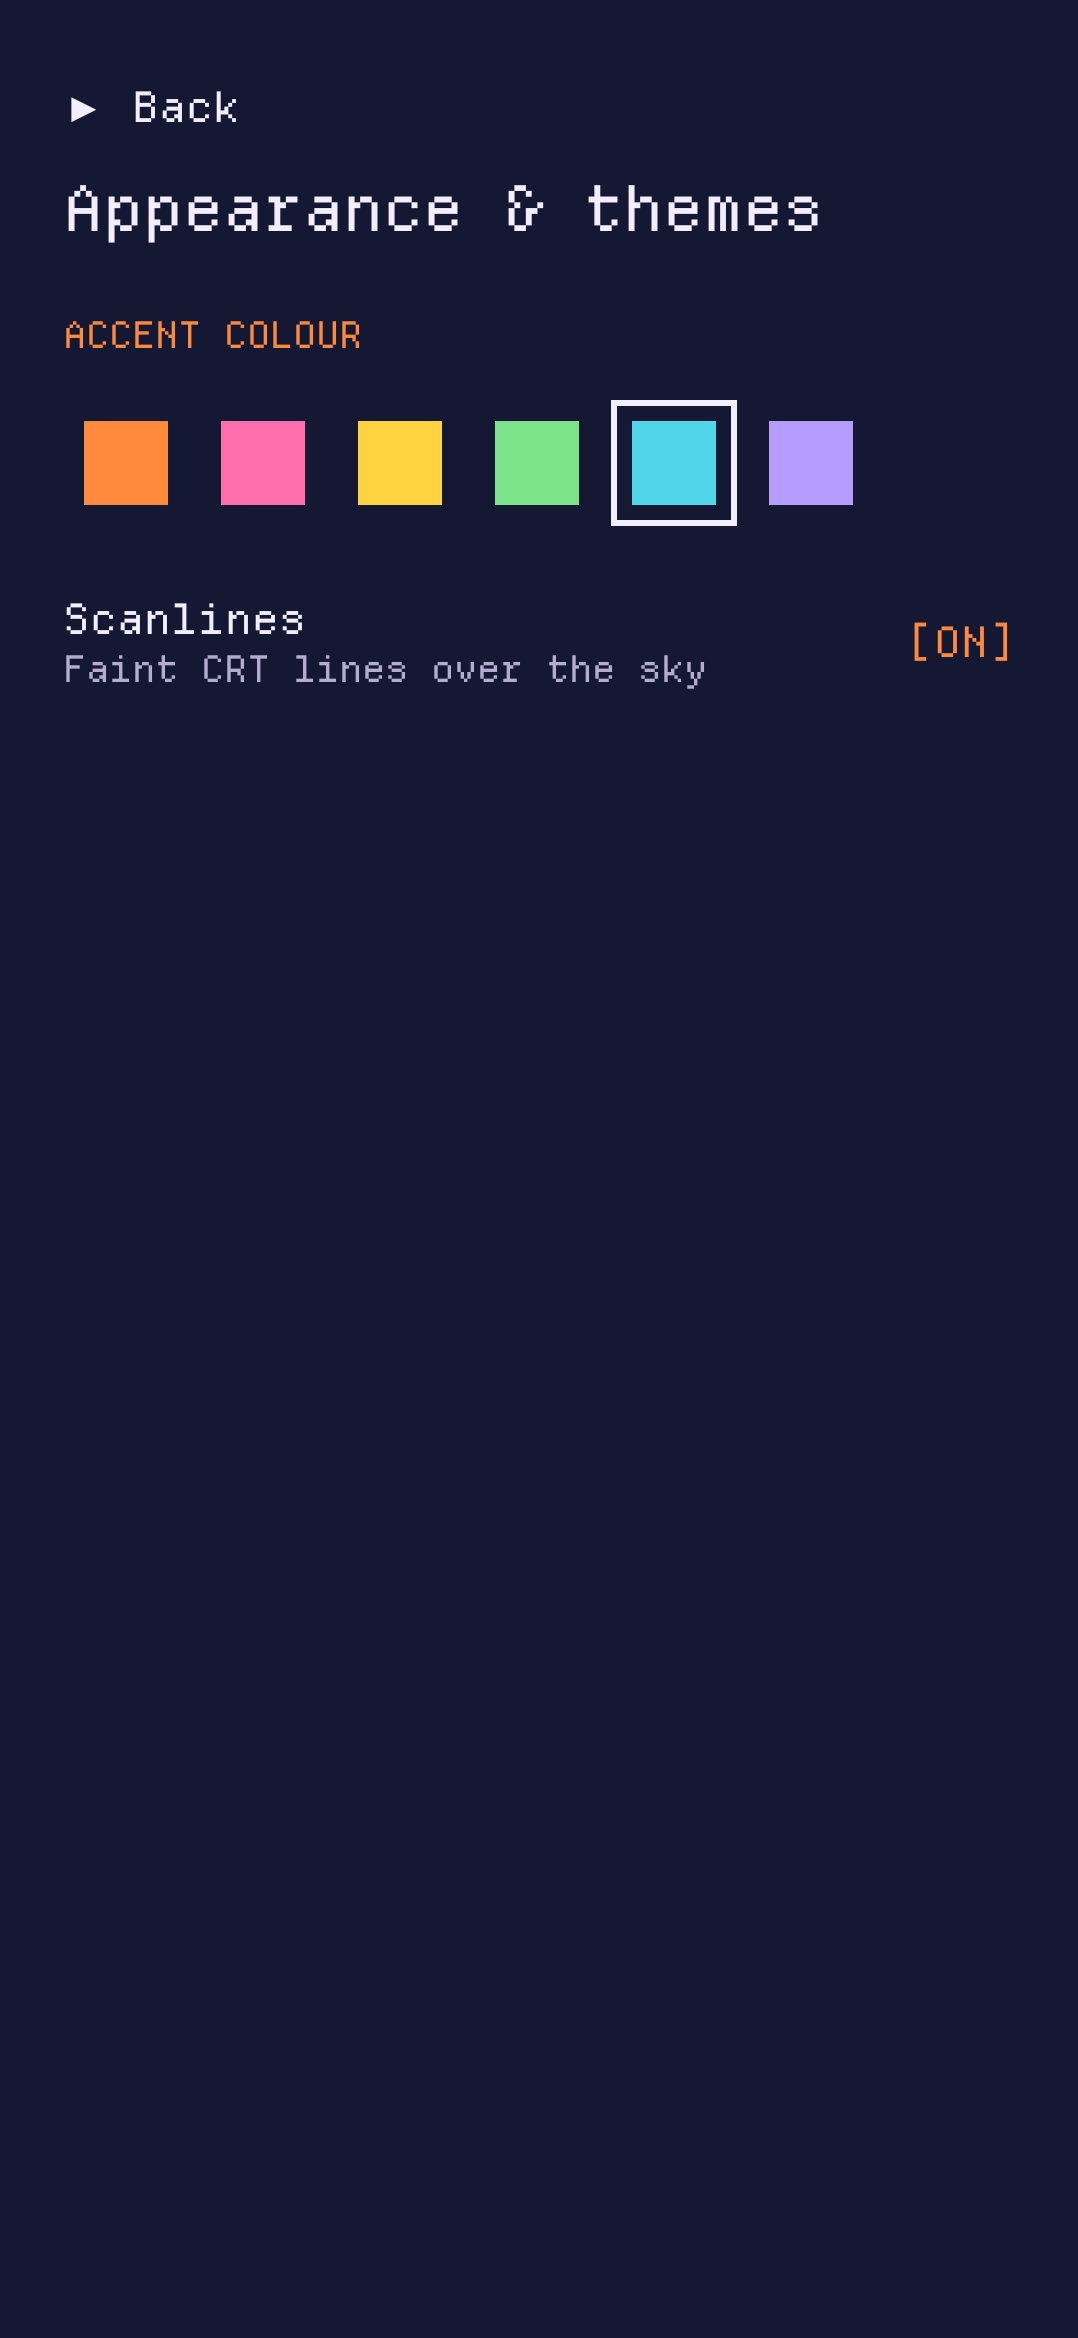 ▶ Back
Appearance & themes
ACCENT COLOUR
Scanlines
Faint CRT lines over the sky
[ON]